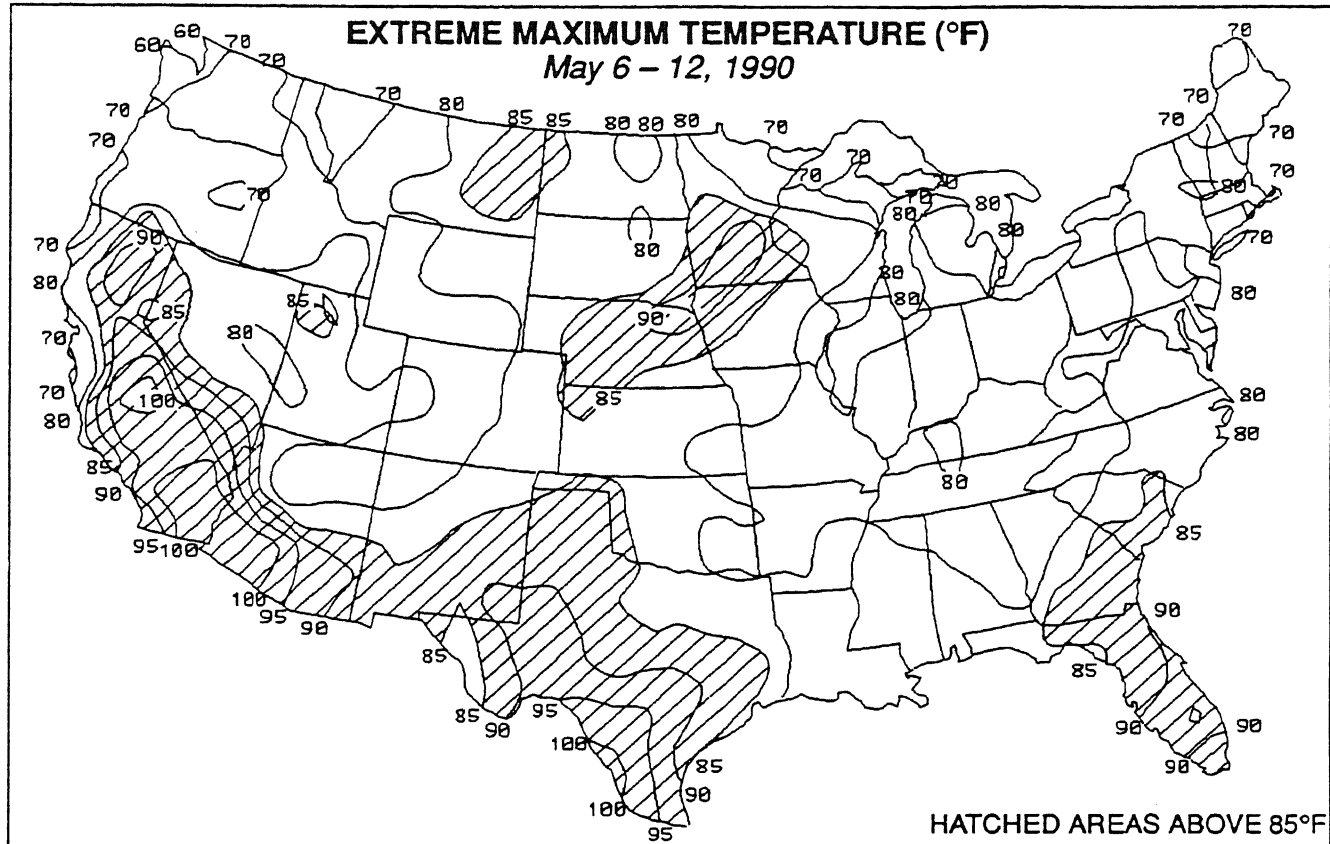 EXTREME MAXIMUM TEMPERATURE (°F)
May 6 – 12, 1990
60 60 70 70 70 80 85 85 80 80 80 70 70
70 70 70 70 70 70
70 70 70 80 70
70 70 80 80 80 70
70 90 80 80
80 85 85 80 80 80
70 80 90
70 100 85 80
80 80 80
85 90 85
95 100
100 95 90 90
85 85
85 90 95 90 90
100 85 90
100 90
95
HATCHED AREAS ABOVE 85°F